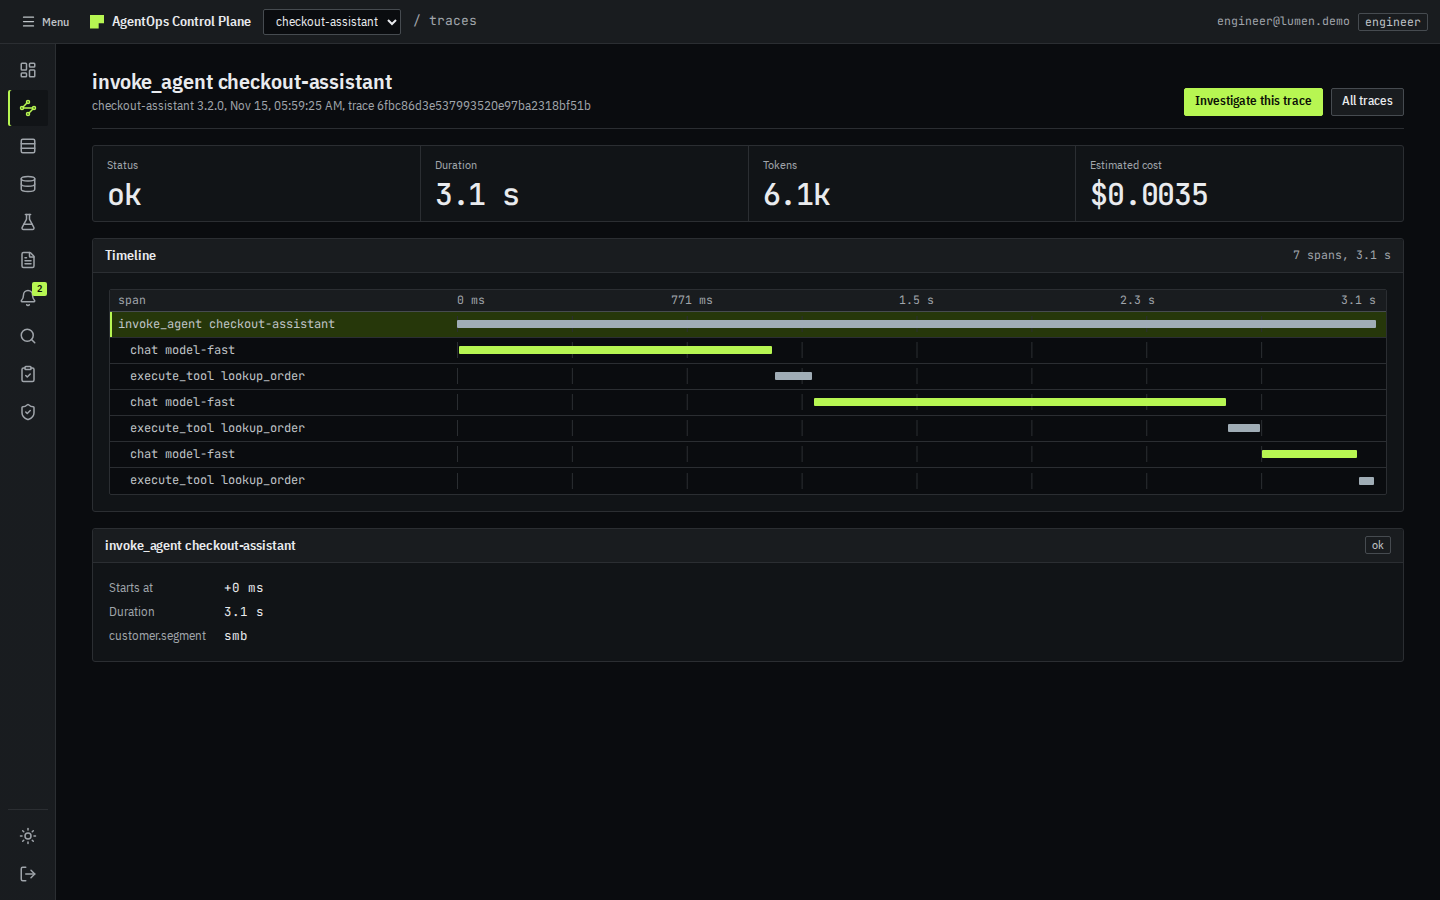 Menu AgentOps Control Plane checkout-assistant / traces engineer@lumen.demo engineer
invoke_agent checkout-assistant
checkout-assistant 3.2.0, Nov 15, 05:59:25 AM, trace 6fbc86d3e537993520e97ba2318bf51b
Investigate this trace All traces
Status Duration Tokens Estimated cost
ok 3.1 s 6.1k $0.0035
Timeline 7 spans, 3.1 s
2
span 0 ms 771 ms 1.5 s 2.3 s 3.1 s
invoke_agent checkout-assistant
chat model-fast
execute_tool lookup_order
chat model-fast
execute_tool lookup_order
chat model-fast
execute_tool lookup_order
invoke_agent checkout-assistant ok
Starts at +0 ms
Duration 3.1 s
customer.segment smb